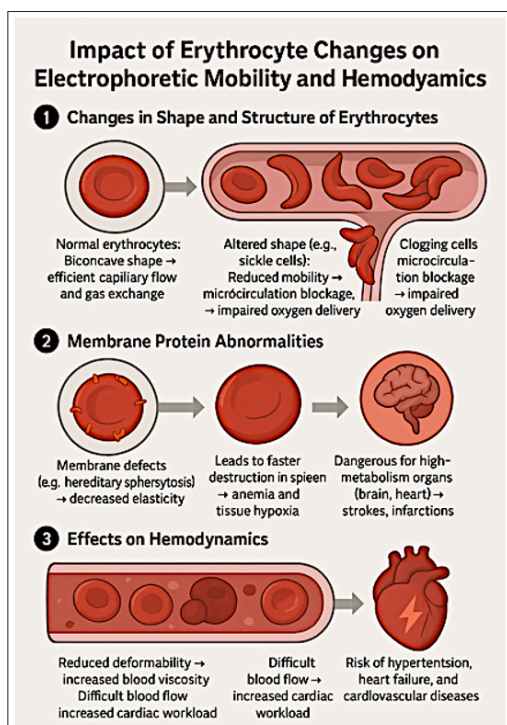 Impact of Erythrocyte Changes on
Electrophoretic Mobility and Hemodyamics
1 Changes in Shape and Structure of Erythrocytes
Normal erythrocytes:
Biconcave shape →
efficient capiliary flow
and gas exchange
Altered shape (e.g.,
sickle cells):
Reduced mobility →
micrócirculation blockage,
→ impaired oxygen delivery
Clogging cells
microcircula-
tion blockage
→ impaired
oxygen delivery
2 Membrane Protein Abnormalities
Membrane defects
(e.g. hereditary sphersytosis)
→ decreased elasticity
Leads to faster
destruction in spieen
→ anemia and
tissue hypoxia
Dangerous for high-
metabolism organs
(brain, heart) →
strokes, infarctions
3 Effects on Hemodynamics
Reduced deformability →
increased blood viscosity
Difficult blood flow
increased cardiac workload
Difficult
blood flow →
increased cardiac
workload
Risk of hypertentsion,
heart failure, and
cardlovascular diseases